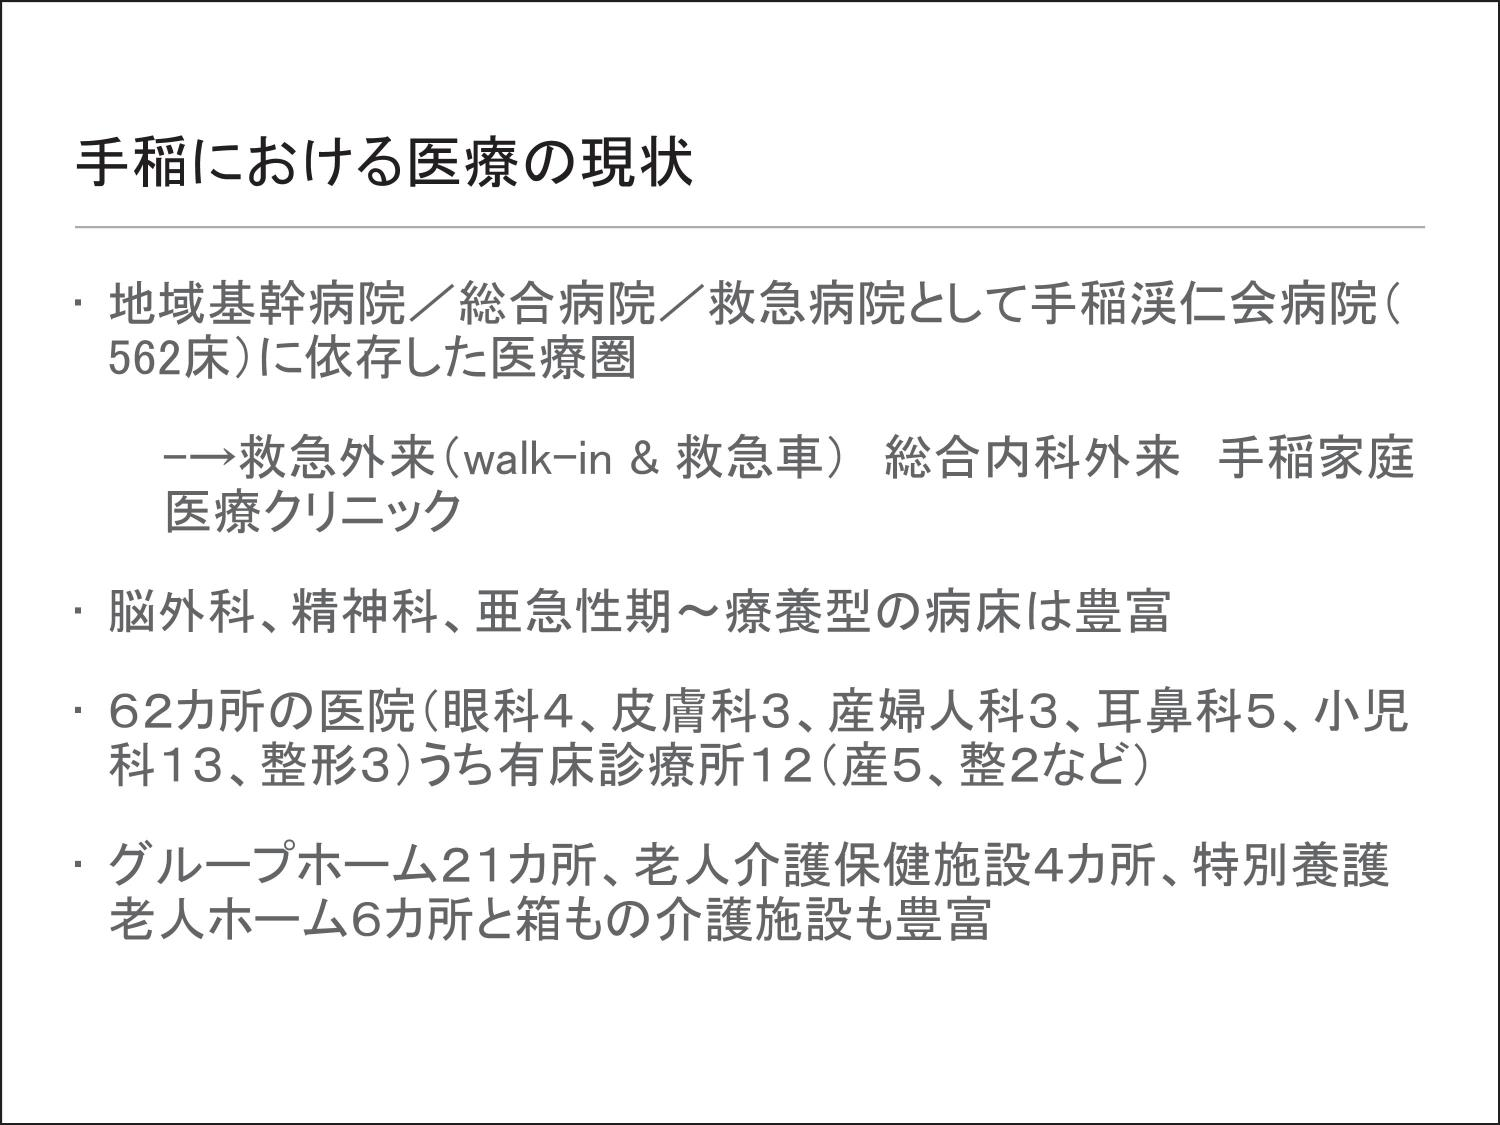 手稲における医療の現状
・地域基幹病院／総合病院／救急病院として手稲渓仁会病院（
562床）に依存した医療圏
−→救急外来（walk−in & 救急車）　総合内科外来　手稲家庭
医療クリニック
・脳外科、精神科、亜急性期〜療養型の病床は豊富
・６２カ所の医院（眼科４、皮膚科３、産婦人科３、耳鼻科５、小児
科１３、整形３）うち有床診療所１２（産５、整２など）
・グループホーム２１カ所、老人介護保健施設４カ所、特別養護
老人ホーム６カ所と箱もの介護施設も豊富